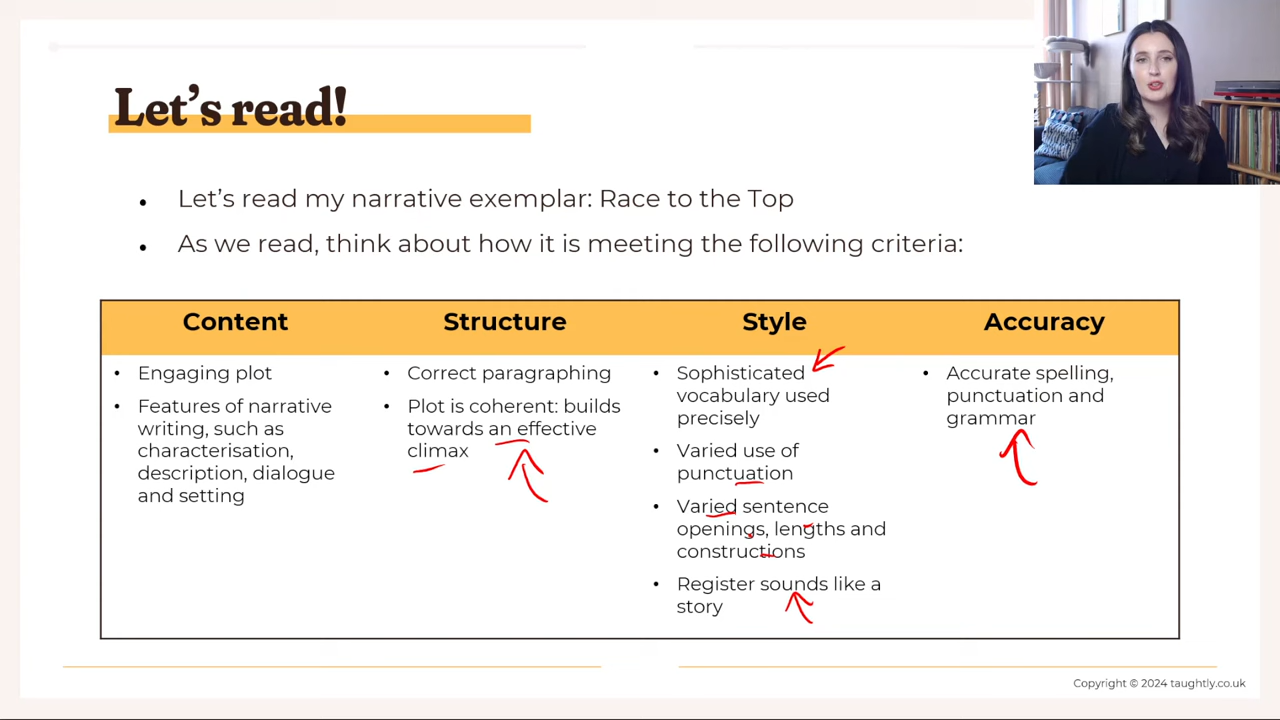 Let's read!
• Let's read my narrative exemplar: Race to the Top
• As we read, think about how it is meeting the following criteria:
Content
• Engaging plot
• Features of narrative
writing, such as
characterisation,
description, dialogue
and setting
Structure
• Correct paragraphing
• Plot is coherent: builds
towards an effective
climax
Style
• Sophisticated
vocabulary used
precisely
• Varied use of
punctuation
• Varied sentence
openings, lengths and
constructions
• Register sounds like a
story
Accuracy
• Accurate spelling,
punctuation and
grammar
Copyright © 2024 taughtly.co.uk